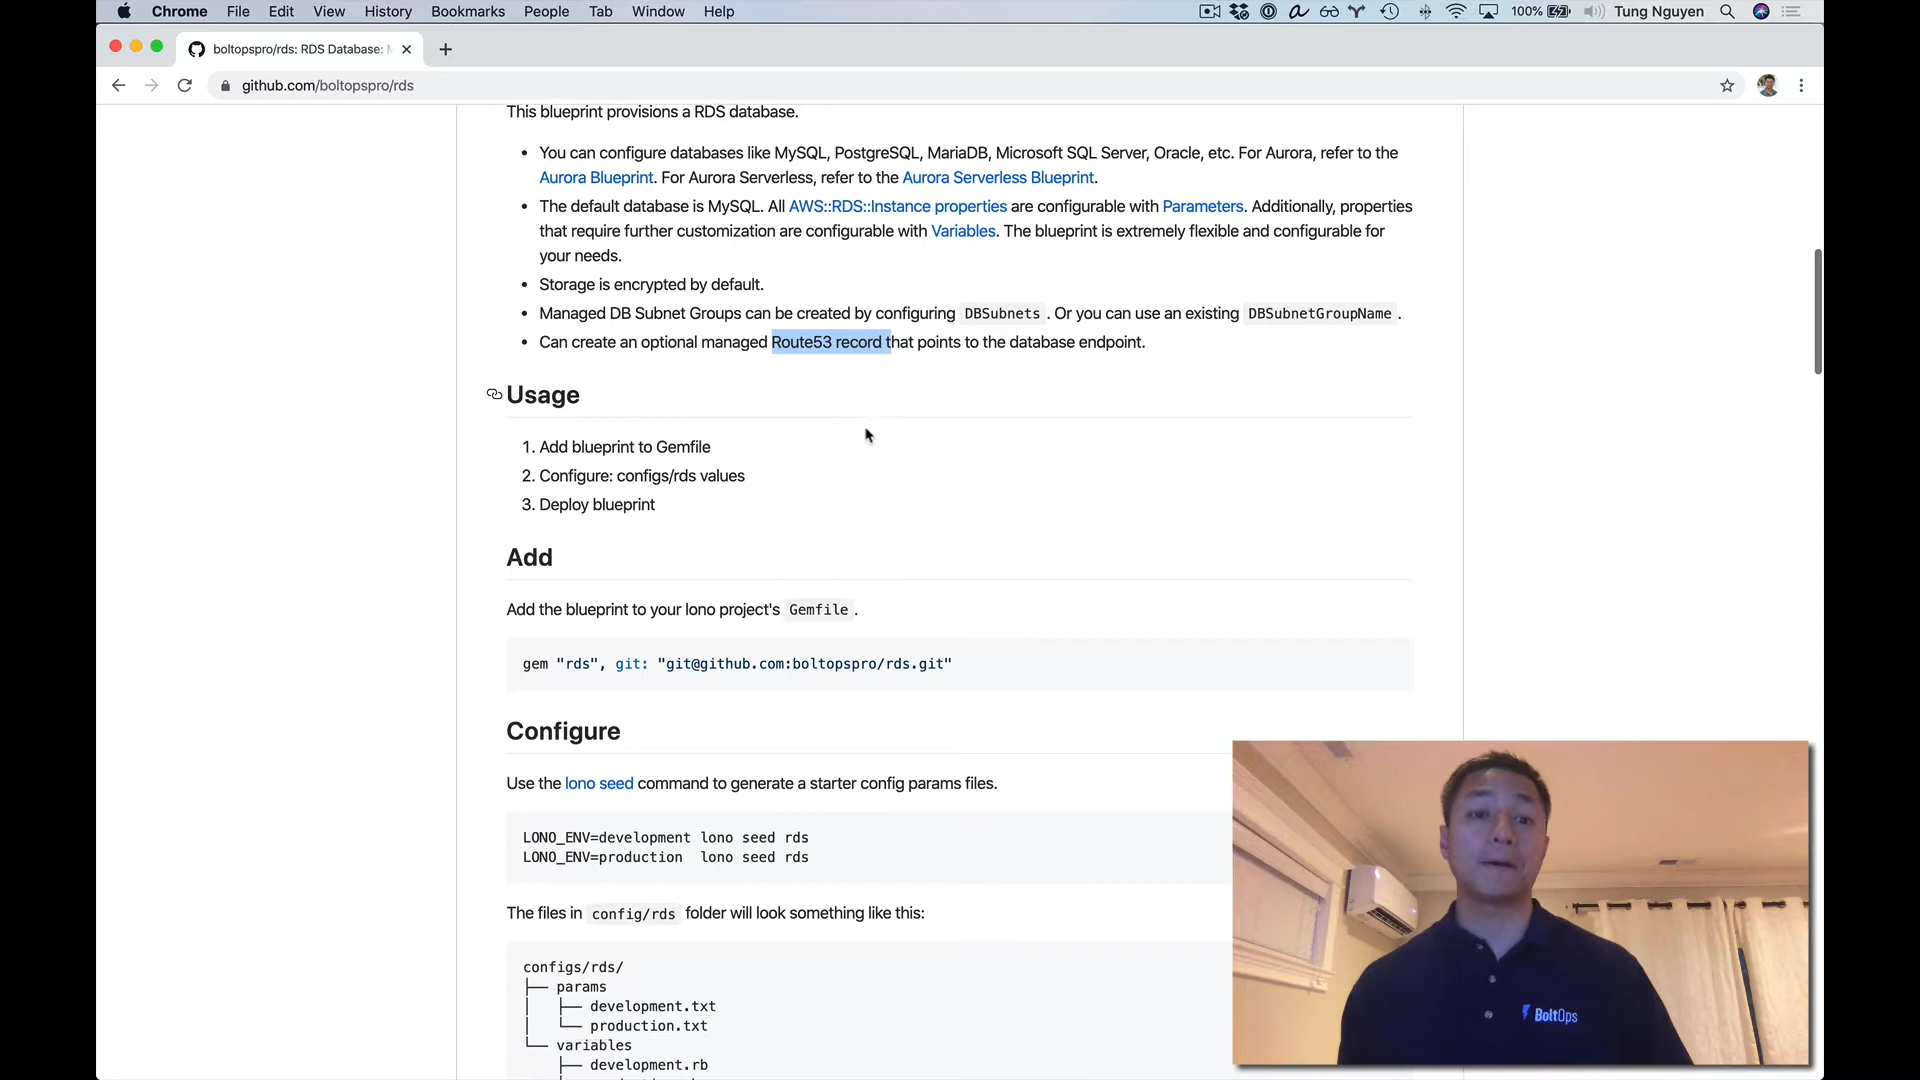 Chrome File Edit View History Bookmarks People Tab Window Help 100% Tung Nguyen
boltopspro/rds: RDS Database:
github.com/boltopspro/rds
This blueprint provisions a RDS database.
• You can configure databases like MySQL, PostgreSQL, MariaDB, Microsoft SQL Server, Oracle, etc. For Aurora, refer to the
Aurora Blueprint. For Aurora Serverless, refer to the Aurora Serverless Blueprint.
• The default database is MySQL. All AWS::RDS::Instance properties are configurable with Parameters. Additionally, properties
that require further customization are configurable with Variables. The blueprint is extremely flexible and configurable for
your needs.
• Storage is encrypted by default.
• Managed DB Subnet Groups can be created by configuring DBSubnets. Or you can use an existing DBSubnetGroupName.
• Can create an optional managed Route53 record that points to the database endpoint.
Usage
1. Add blueprint to Gemfile
2. Configure: configs/rds values
3. Deploy blueprint
Add
Add the blueprint to your lono project's Gemfile.
gem "rds", git: "git@github.com:boltopspro/rds.git"
Configure
Use the lono seed command to generate a starter config params files.
LONO_ENV=development lono seed rds
LONO_ENV=production  lono seed rds
The files in config/rds folder will look something like this:
configs/rds/
├── params
│   ├── development.txt
│   └── production.txt
└── variables
├── development.rb
BoltOps